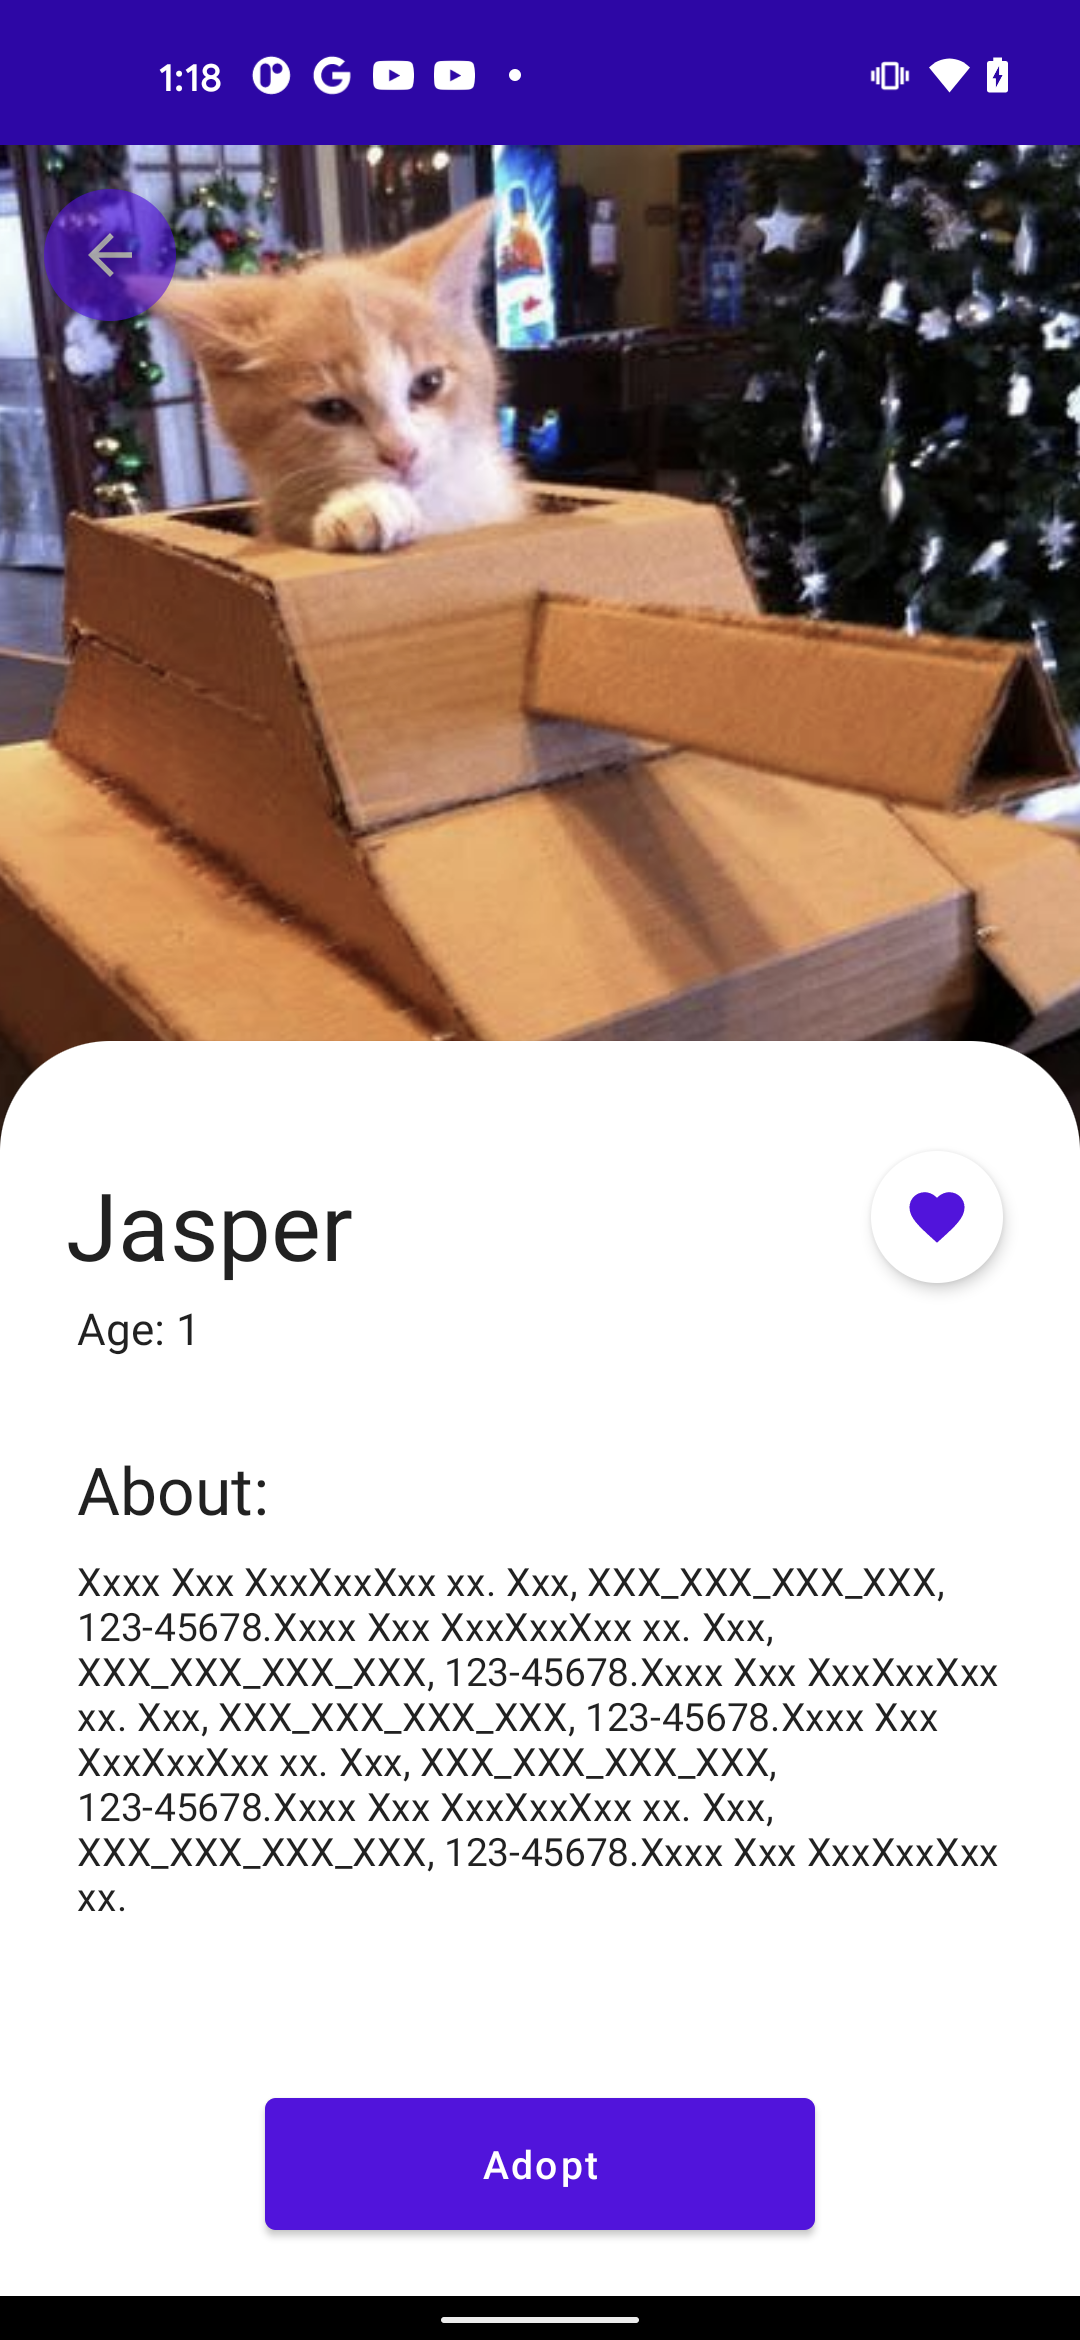 1:18
Jasper
Age: 1
About:
Xxxx Xxx XxxXxxXxx xx. Xxx, XXX_XXX_XXX_XXX,
123-45678.Xxxx Xxx XxxXxxXxx xx. Xxx,
XXX_XXX_XXX_XXX, 123-45678.Xxxx Xxx XxxXxxXxx
xx. Xxx, XXX_XXX_XXX_XXX, 123-45678.Xxxx Xxx
XxxXxxXxx xx. Xxx, XXX_XXX_XXX_XXX,
123-45678.Xxxx Xxx XxxXxxXxx xx. Xxx,
XXX_XXX_XXX_XXX, 123-45678.Xxxx Xxx XxxXxxXxx
xx.
Adopt